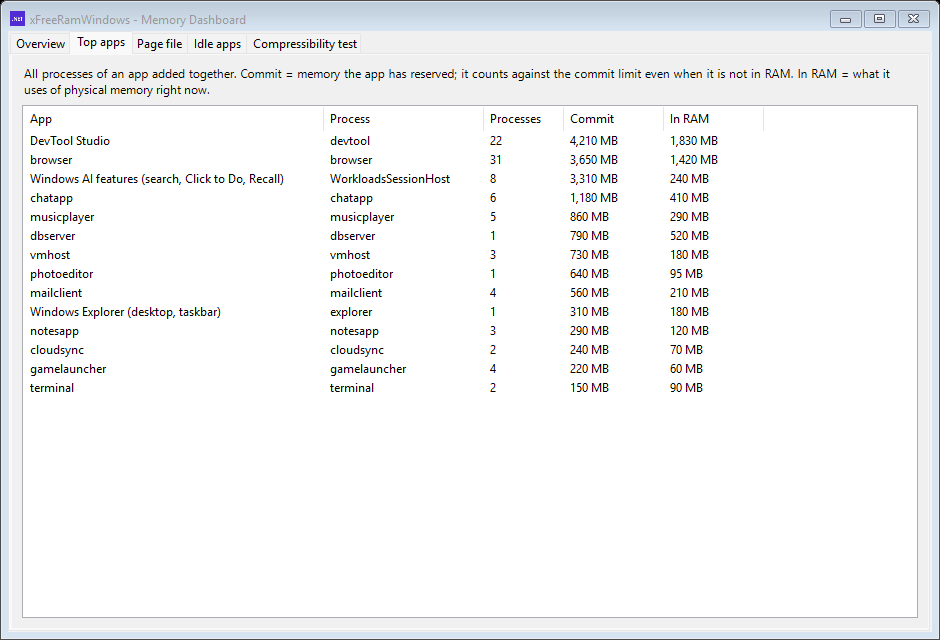 .NET xFreeRamWindows - Memory Dashboard
Overview Top apps Page file Idle apps Compressibility test
All processes of an app added together. Commit = memory the app has reserved; it counts against the commit limit even when it is not in RAM. In RAM = what it
uses of physical memory right now.
App Process Processes Commit In RAM
DevTool Studio devtool 22 4,210 MB 1,830 MB
browser browser 31 3,650 MB 1,420 MB
Windows AI features (search, Click to Do, Recall) WorkloadsSessionHost 8 3,310 MB 240 MB
chatapp chatapp 6 1,180 MB 410 MB
musicplayer musicplayer 5 860 MB 290 MB
dbserver dbserver 1 790 MB 520 MB
vmhost vmhost 3 730 MB 180 MB
photoeditor photoeditor 1 640 MB 95 MB
mailclient mailclient 4 560 MB 210 MB
Windows Explorer (desktop, taskbar) explorer 1 310 MB 180 MB
notesapp notesapp 3 290 MB 120 MB
cloudsync cloudsync 2 240 MB 70 MB
gamelauncher gamelauncher 4 220 MB 60 MB
terminal terminal 2 150 MB 90 MB